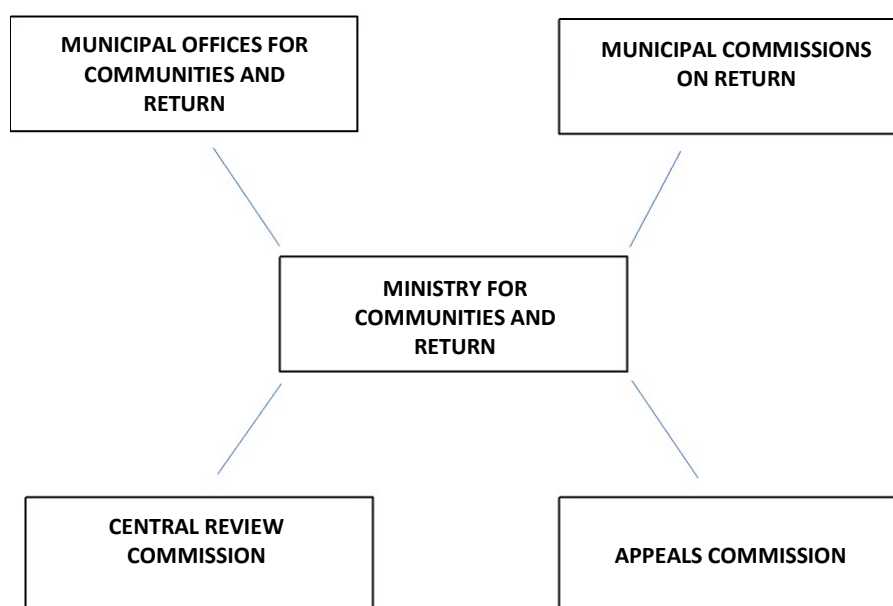 MUNICIPAL OFFICES FOR
COMMUNITIES AND
RETURN
MUNICIPAL COMMISSIONS
ON RETURN
MINISTRY FOR
COMMUNITIES AND
RETURN
CENTRAL REVIEW
COMMISSION
APPEALS COMMISSION